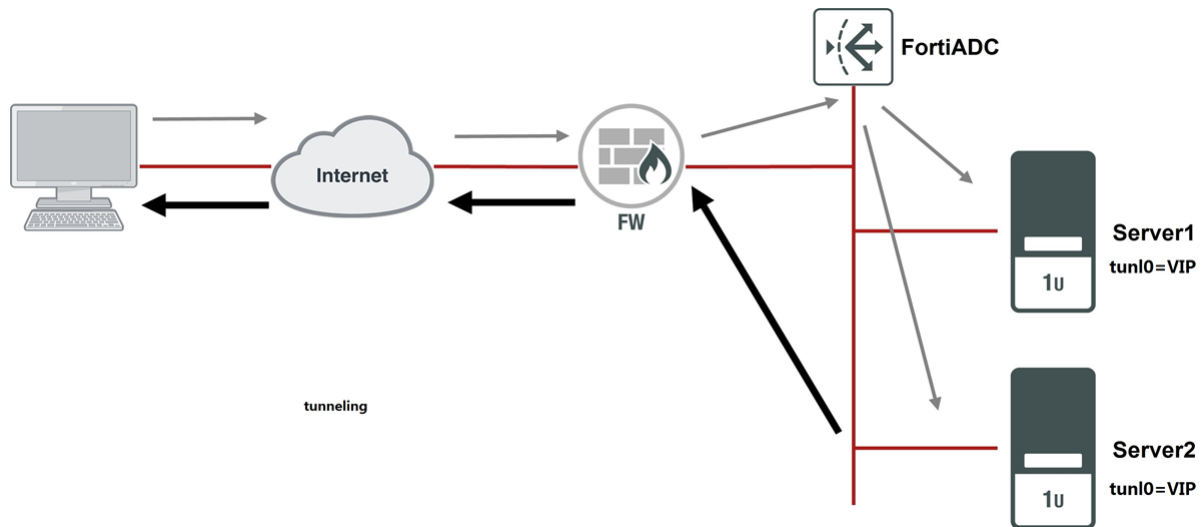 FortiADC
Internet
FW
Server1
tunl0=VIP
1U
tunneling
Server2
tunl0=VIP
1U